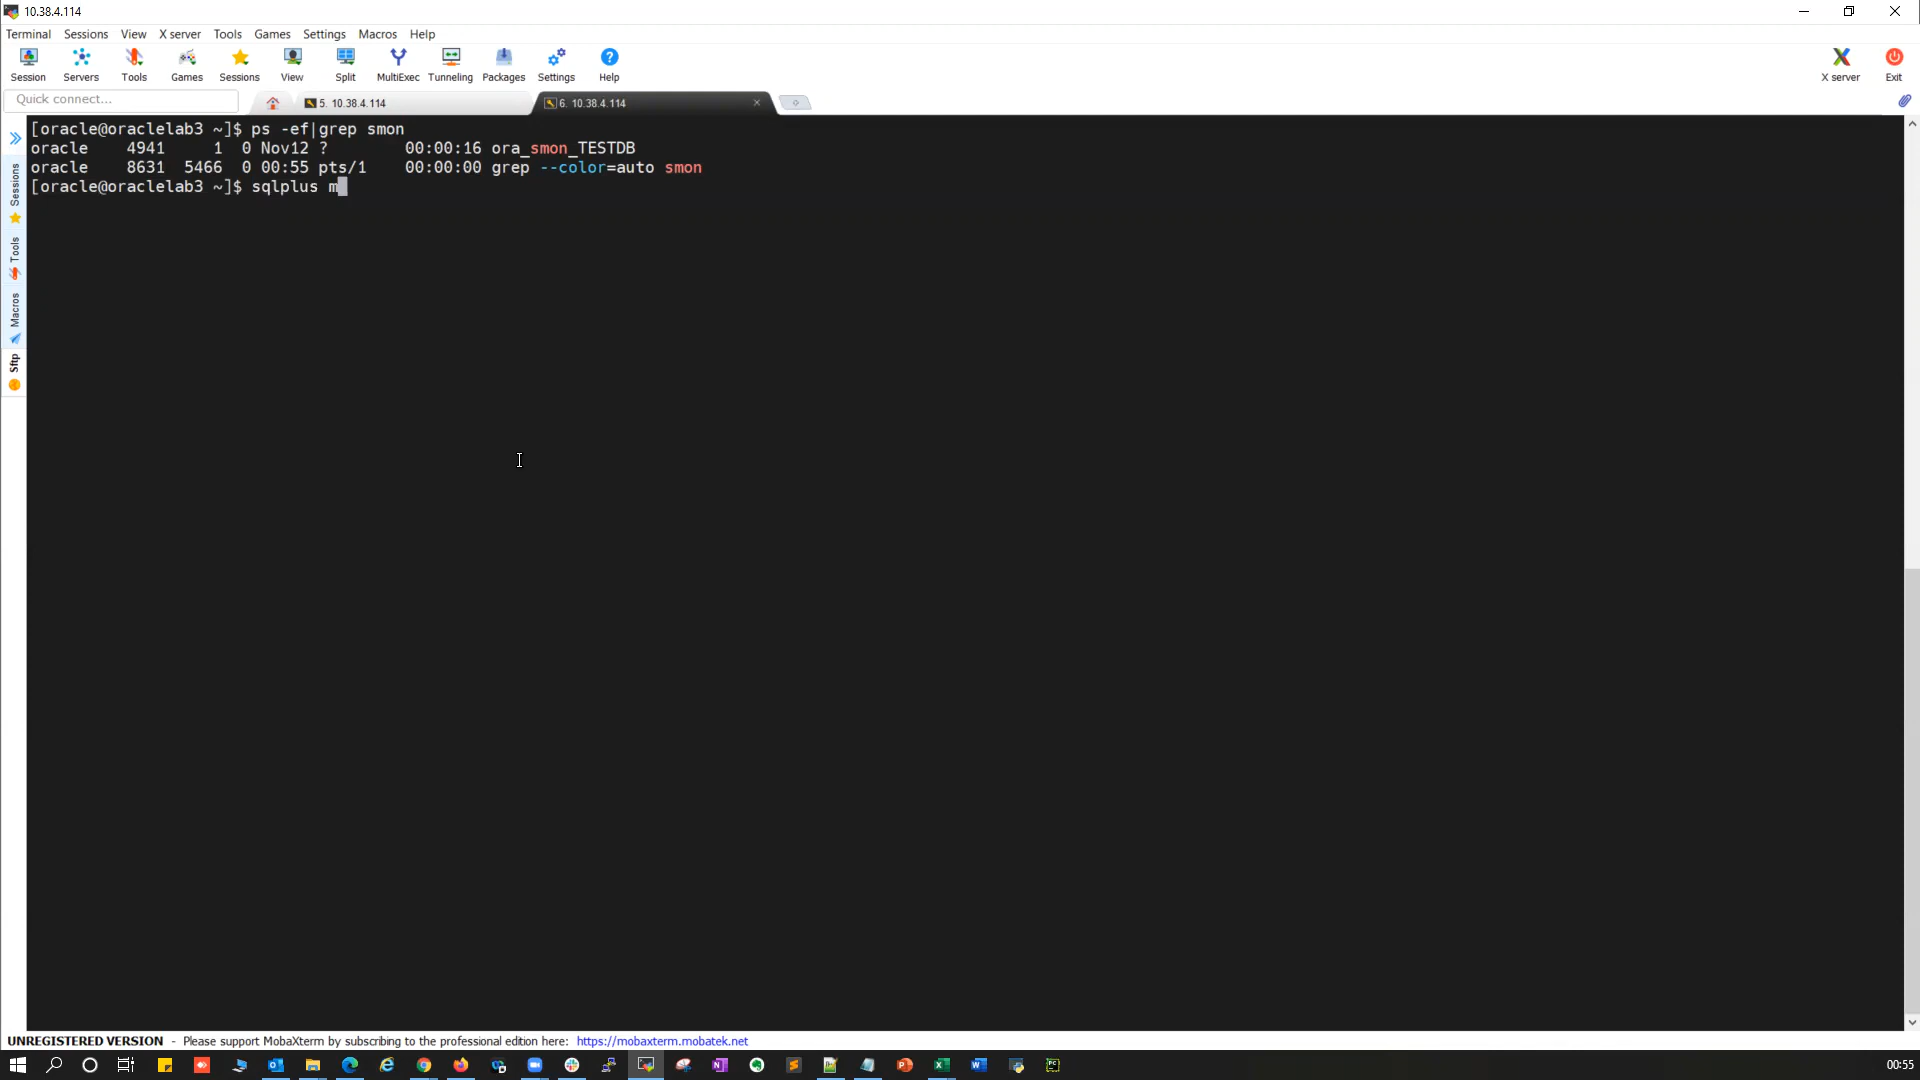 10.38.4.114
Terminal Sessions View X server Tools Games Settings Macros Help
Session Servers Tools Games Sessions View Split MultiExec Tunneling Packages Settings Help X server Exit
Quick connect...
5. 10.38.4.114
6. 10.38.4.114
[oracle@oraclelab3 ~]$ ps -ef|grep smon
oracle 4941 1 0 Nov12 ? 00:00:16 ora_smon_TESTDB
oracle 8631 5466 0 00:55 pts/1 00:00:00 grep --color=auto smon
[oracle@oraclelab3 ~]$ sqlplus m
Sessions
Tools
Macros
Sftp
UNREGISTERED VERSION - Please support MobaXterm by subscribing to the professional edition here: https://mobaxterm.mobatek.net
00:55